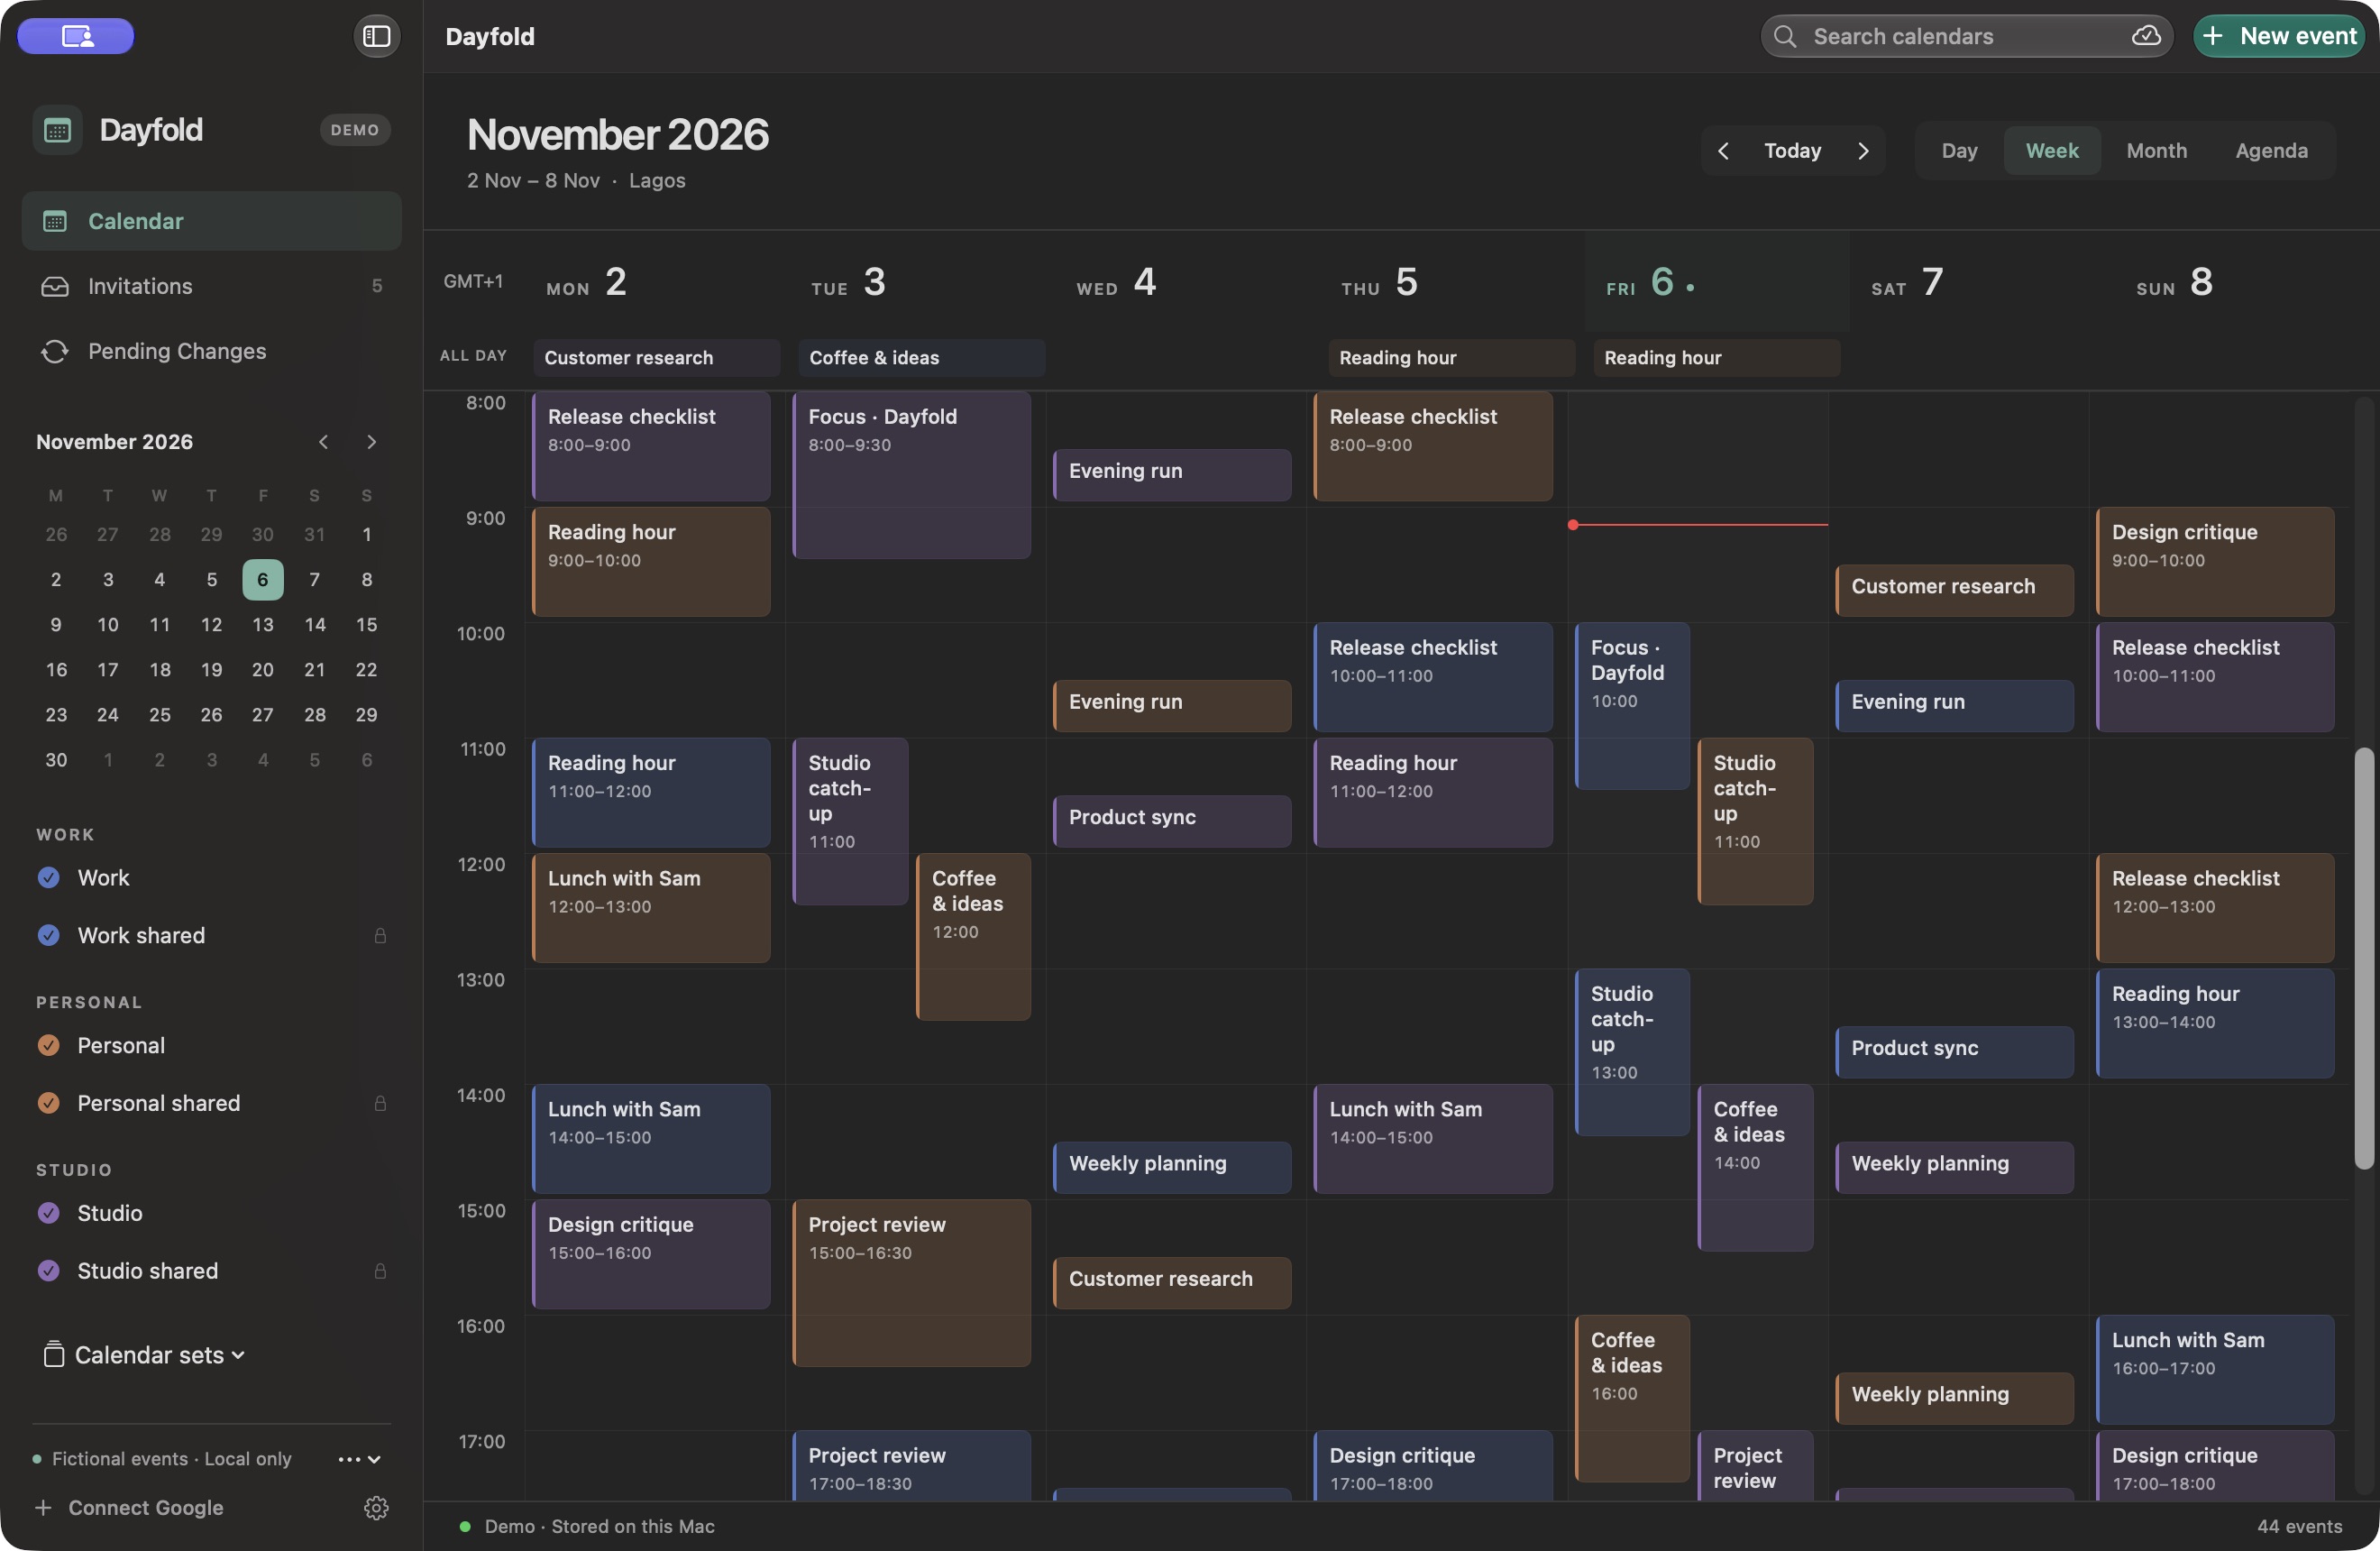 Dayfold
Search calendars
+ New event
Dayfold
DEMO
Calendar
Invitations 5
Pending Changes
November 2026
M T W T F S S
26 27 28 29 30 31 1
2 3 4 5 6 7 8
9 10 11 12 13 14 15
16 17 18 19 20 21 22
23 24 25 26 27 28 29
30 1 2 3 4 5 6
WORK
Work
Work shared
PERSONAL
Personal
Personal shared
STUDIO
Studio
Studio shared
Calendar sets
Fictional events · Local only
+ Connect Google
November 2026
2 Nov – 8 Nov · Lagos
Today
Day Week Month Agenda
GMT+1
MON 2
TUE 3
WED 4
THU 5
FRI 6 •
SAT 7
SUN 8
ALL DAY
Customer research
Coffee & ideas
Reading hour
Reading hour
8:00
9:00
10:00
11:00
12:00
13:00
14:00
15:00
16:00
17:00
Release checklist
8:00–9:00
Reading hour
9:00–10:00
Reading hour
11:00–12:00
Lunch with Sam
12:00–13:00
Lunch with Sam
14:00–15:00
Design critique
15:00–16:00
Focus · Dayfold
8:00–9:30
Studio
catch-
up
11:00
Coffee
& ideas
12:00
Project review
15:00–16:30
Project review
17:00–18:30
Evening run
Evening run
Product sync
Weekly planning
Customer research
Release checklist
8:00–9:00
Release checklist
10:00–11:00
Reading hour
11:00–12:00
Lunch with Sam
14:00–15:00
Design critique
17:00–18:00
Focus ·
Dayfold
10:00
Studio
catch-
up
11:00
Studio
catch-
up
13:00
Coffee
& ideas
14:00
Coffee
& ideas
16:00
Project
review
Customer research
Evening run
Product sync
Weekly planning
Weekly planning
Design critique
9:00–10:00
Release checklist
10:00–11:00
Release checklist
12:00–13:00
Reading hour
13:00–14:00
Lunch with Sam
16:00–17:00
Design critique
17:00–18:00
Demo · Stored on this Mac
44 events